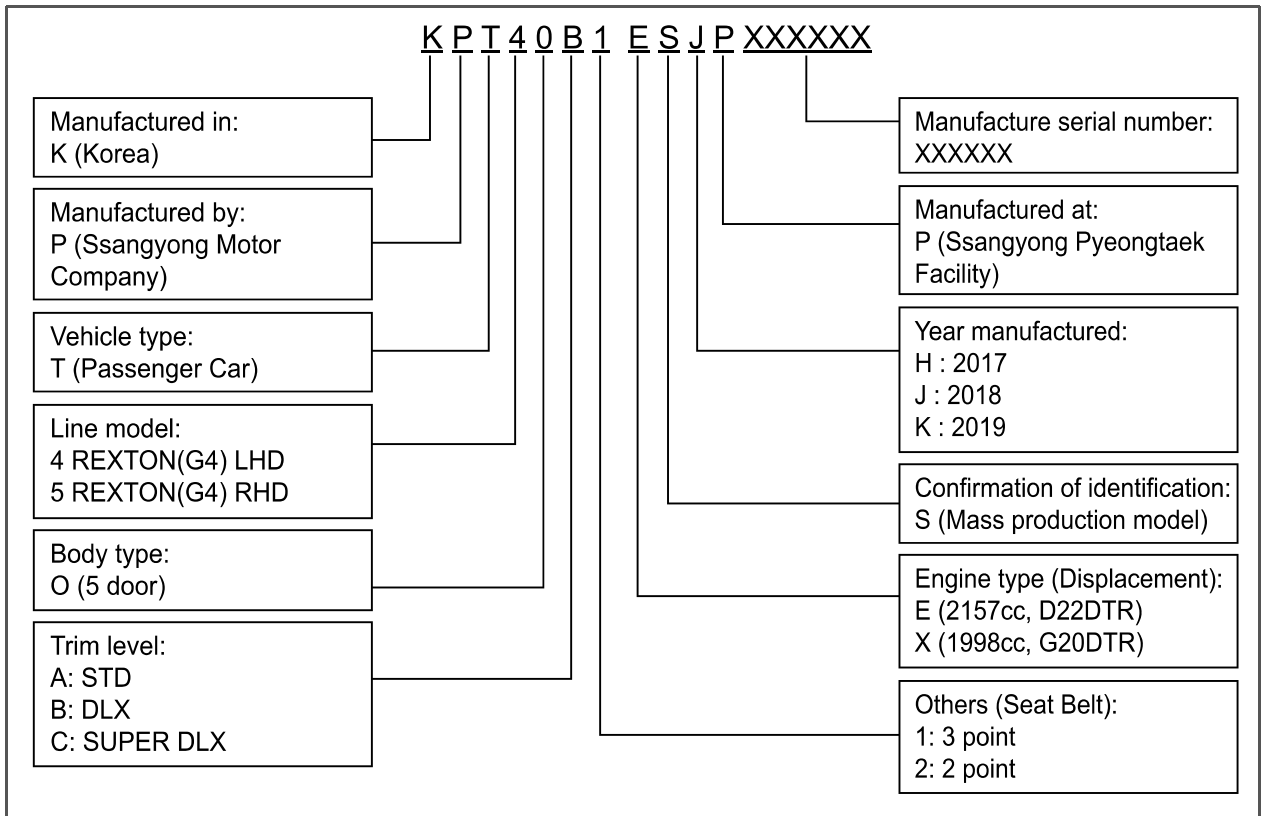 K P T 4 0 B 1 E S J P XXXXXX
Manufactured in:
K (Korea)
Manufactured by:
P (Ssangyong Motor
Company)
Vehicle type:
T (Passenger Car)
Line model:
4 REXTON(G4) LHD
5 REXTON(G4) RHD
Body type:
O (5 door)
Trim level:
A: STD
B: DLX
C: SUPER DLX
Manufacture serial number:
XXXXXX
Manufactured at:
P (Ssangyong Pyeongtaek
Facility)
Year manufactured:
H : 2017
J : 2018
K : 2019
Confirmation of identification:
S (Mass production model)
Engine type (Displacement):
E (2157cc, D22DTR)
X (1998cc, G20DTR)
Others (Seat Belt):
1: 3 point
2: 2 point